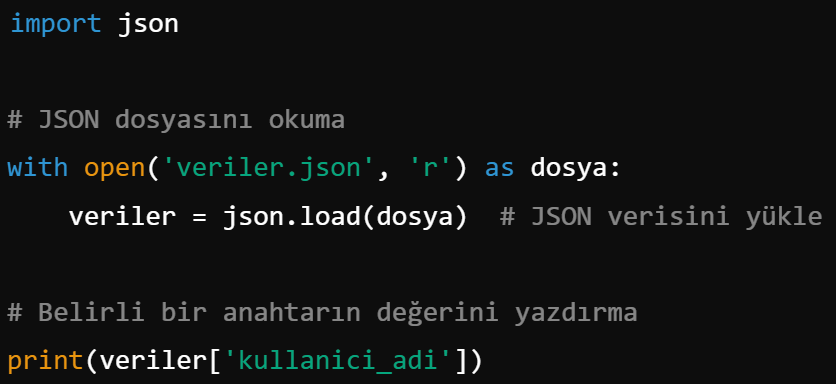 import json
# JSON dosyasını okuma
with open('veriler.json', 'r') as dosya:
    veriler = json.load(dosya)  # JSON verisini yükle
# Belirli bir anahtarın değerini yazdırma
print(veriler['kullanici_adi'])